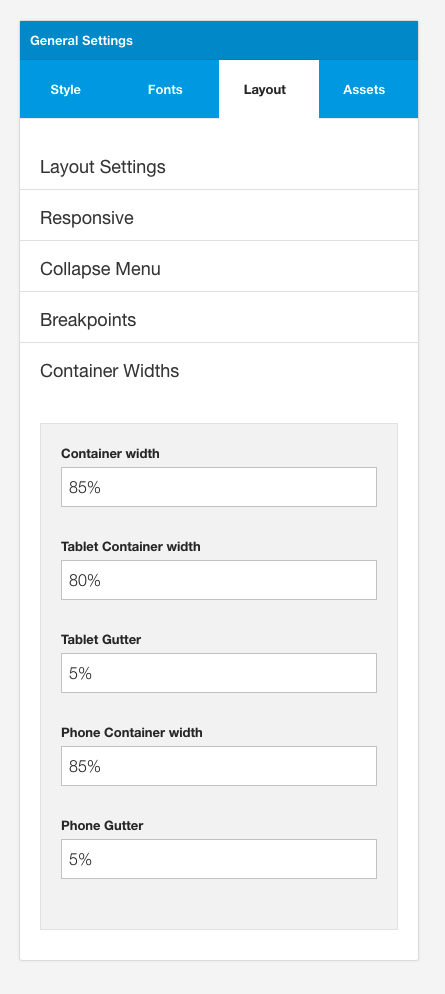 General Settings
Style Fonts Layout Assets
Layout Settings
Responsive
Collapse Menu
Breakpoints
Container Widths
Container width
85%
Tablet Container width
80%
Tablet Gutter
5%
Phone Container width
85%
Phone Gutter
5%